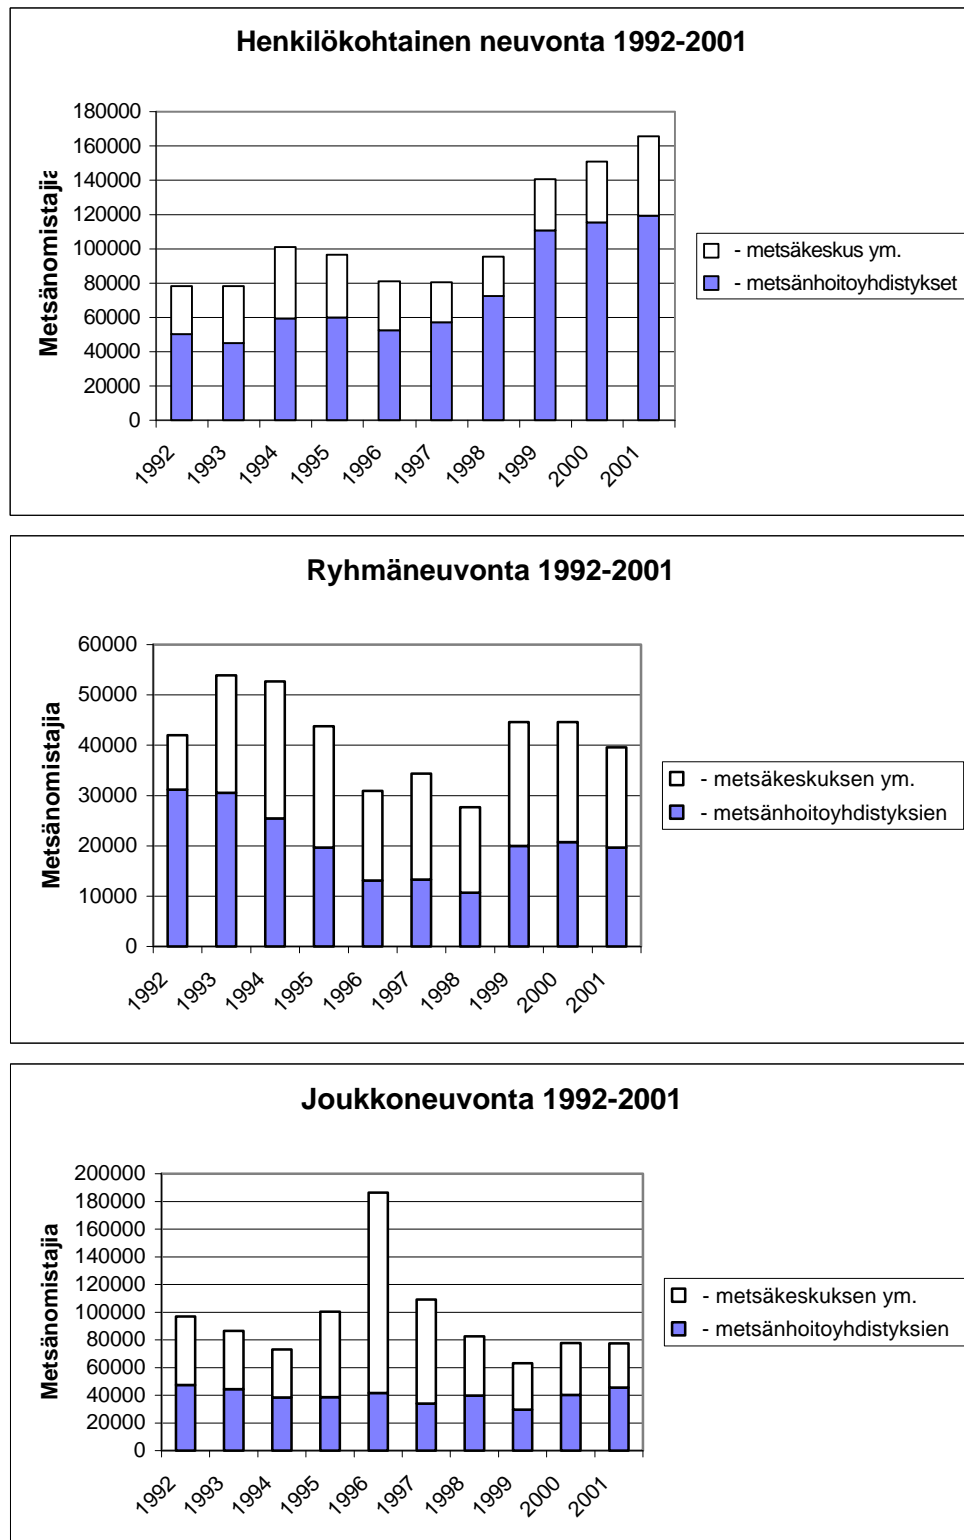 Henkilökohtainen neuvonta 1992-2001
180000
160000
140000
120000
100000
80000
60000
40000
20000
0
Metsänomistajia
1992 1993 1994 1995 1996 1997 1998 1999 2000 2001
- metsäkeskus ym.
- metsänhoitoyhdistykset
Ryhmäneuvonta 1992-2001
60000
50000
40000
30000
20000
10000
0
Metsänomistajia
1992 1993 1994 1995 1996 1997 1998 1999 2000 2001
- metsäkeskuksen ym.
- metsänhoitoyhdistyksien
Joukkoneuvonta 1992-2001
200000
180000
160000
140000
120000
100000
80000
60000
40000
20000
0
Metsänomistajia
1992 1993 1994 1995 1996 1997 1998 1999 2000 2001
- metsäkeskuksen ym.
- metsänhoitoyhdistyksien